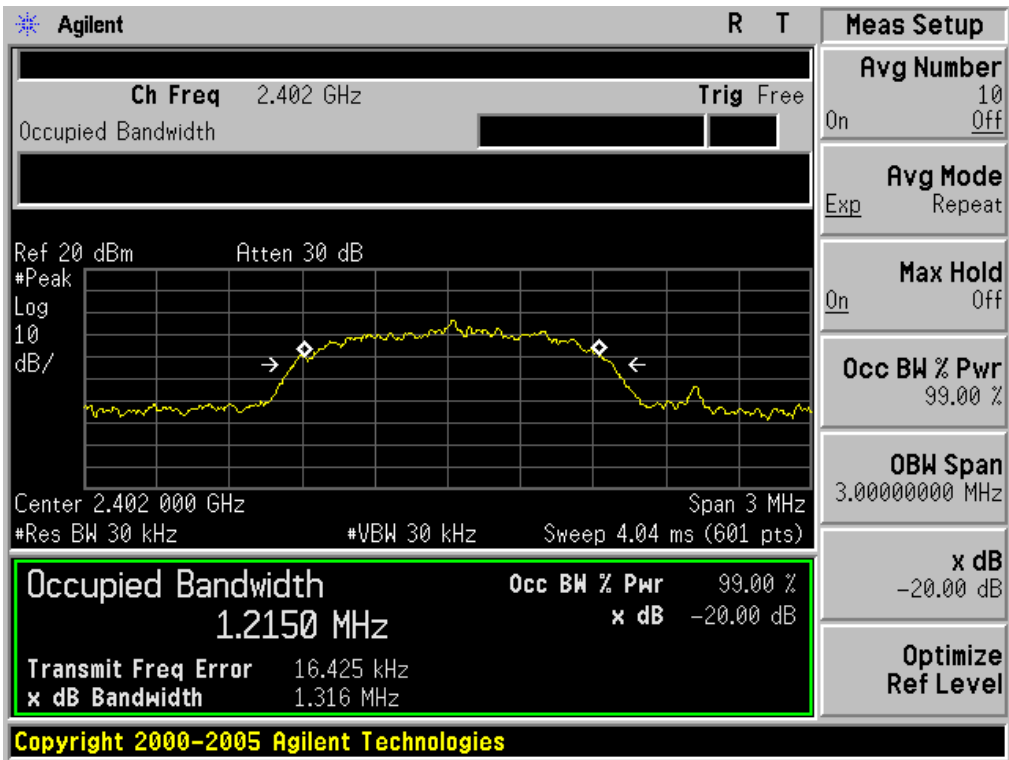 Agilent R T
Ch Freq 2.402 GHz Trig Free
Occupied Bandwidth
Ref 20 dBm Atten 30 dB
#Peak
Log
10
dB/
Center 2.402 000 GHz Span 3 MHz
#Res BW 30 kHz #VBW 30 kHz Sweep 4.04 ms (601 pts)
Occupied Bandwidth Occ BW % Pwr 99.00 %
1.2150 MHz x dB -20.00 dB
Transmit Freq Error 16.425 kHz
x dB Bandwidth 1.316 MHz
Copyright 2000-2005 Agilent Technologies
Meas Setup
Avg Number
10
On Off
Avg Mode
Exp Repeat
Max Hold
On Off
Occ BW % Pwr
99.00 %
OBW Span
3.00000000 MHz
x dB
-20.00 dB
Optimize
Ref Level